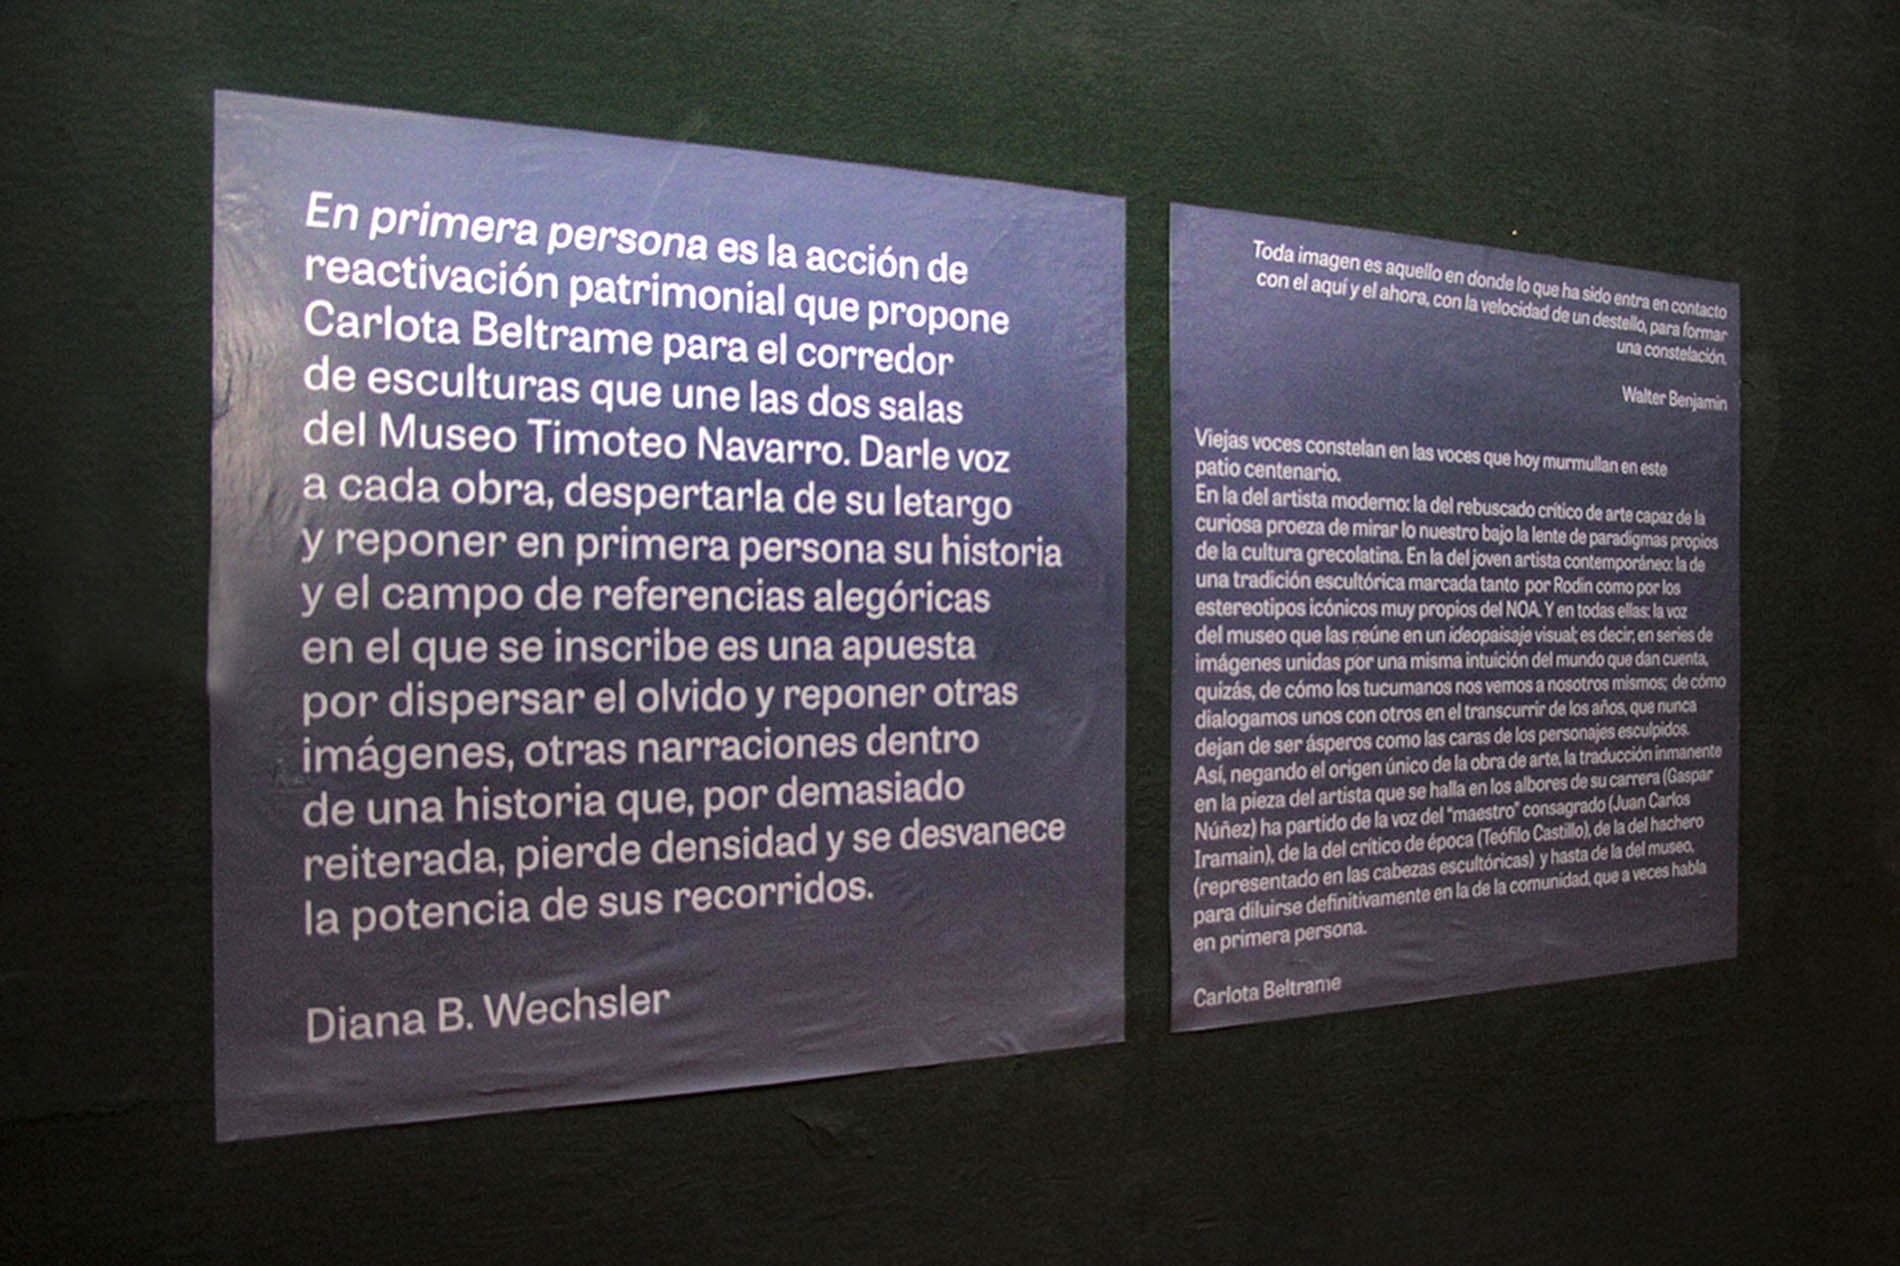 En primera persona es la acción de
reactivación patrimonial que propone
Carlota Beltrame para el corredor
de esculturas que une las dos salas
del Museo Timoteo Navarro. Darle voz
a cada obra, despertarla de su letargo
y reponer en primera persona su historia
y el campo de referencias alegóricas
en el que se inscribe es una apuesta
por dispersar el olvido y reponer otras
imágenes, otras narraciones dentro
de una historia que, por demasiado
reiterada, pierde densidad y se desvanece
la potencia de sus recorridos.
Diana B. Wechsler
Toda imagen es aquello en donde lo que ha sido entra en contacto
con el aquí y el ahora, con la velocidad de un destello, para formar
una constelación.
Walter Benjamin
Viejas voces constelan en las voces que hoy murmullan en este
patio centenario.
En la del artista moderno: la del rebuscado crítico de arte capaz de la
curiosa proeza de mirar lo nuestro bajo la lente de paradigmas propios
de la cultura grecolatina. En la del joven artista contemporáneo: la de
una tradición escultórica marcada tanto por Rodin como por los
estereotipos icónicos muy propios del NOA. Y en todas ellas: la voz
del museo que las reúne en un ideopaisaje visual; es decir, en series de
imágenes unidas por una misma intuición del mundo que dan cuenta,
quizás, de cómo los tucumanos nos vemos a nosotros mismos; de cómo
dialogamos unos con otros en el transcurrir de los años, que nunca
dejan de ser ásperos como las caras de los personajes esculpidos.
Así, negando el origen único de la obra de arte, la traducción inmanente
en la pieza del artista que se halla en los albores de su carrera (Gaspar
Núñez) ha partido de la voz del “maestro” consagrado (Juan Carlos
Iramain), de la del crítico de época (Teófilo Castillo), de la del hachero
(representado en las cabezas escultóricas) y hasta de la del museo,
para diluirse definitivamente en la de la comunidad, que a veces habla
en primera persona.
Carlota Beltrame